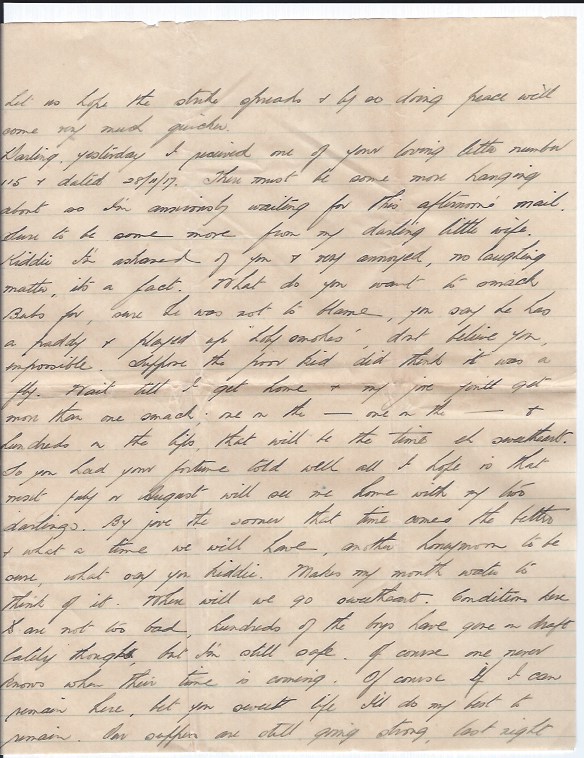 Let us hope the strike spreads & by so doing peace will
come very much quicker.
Darling, yesterday I received one of your loving letter number
115 & dated 28/11/17. There must be some more hanging
about so I'm anxiously waiting for this afternoons mail.
Sure to be some more from my darling little wife.
Kiddie I'm ashamed of you & very annoyed, no laughing
matter, its a fact. What do you want to smack
Bubs for, sure he was not to blame, you say he has
a paddy & played up "holy smokes", dont believe you,
impossible. Suppose the poor kid did think it was a
fly. Wait till I get home & my jove you'll get
more than one smack, one on the — one on the — &
hundreds on the lips that will be the time eh sweetheart.
So you had your fortune told well all I hope is that
next July or August will see me home with my two
darlings. By jove the sooner that time comes the better
& what a time we will have, another honeymoon to be
sure, what say you Kiddie. Makes my mouth water to
think of it. Where will we go sweetheart. Conditions here
are not too bad, hundreds of the boys have gone on draft
lately though, but I'm still safe. Of course one never
knows when their time is coming. Of course if I can
remain here, bet you sweet life I'll do my best to
remain. Our suppers are still going strong, last night